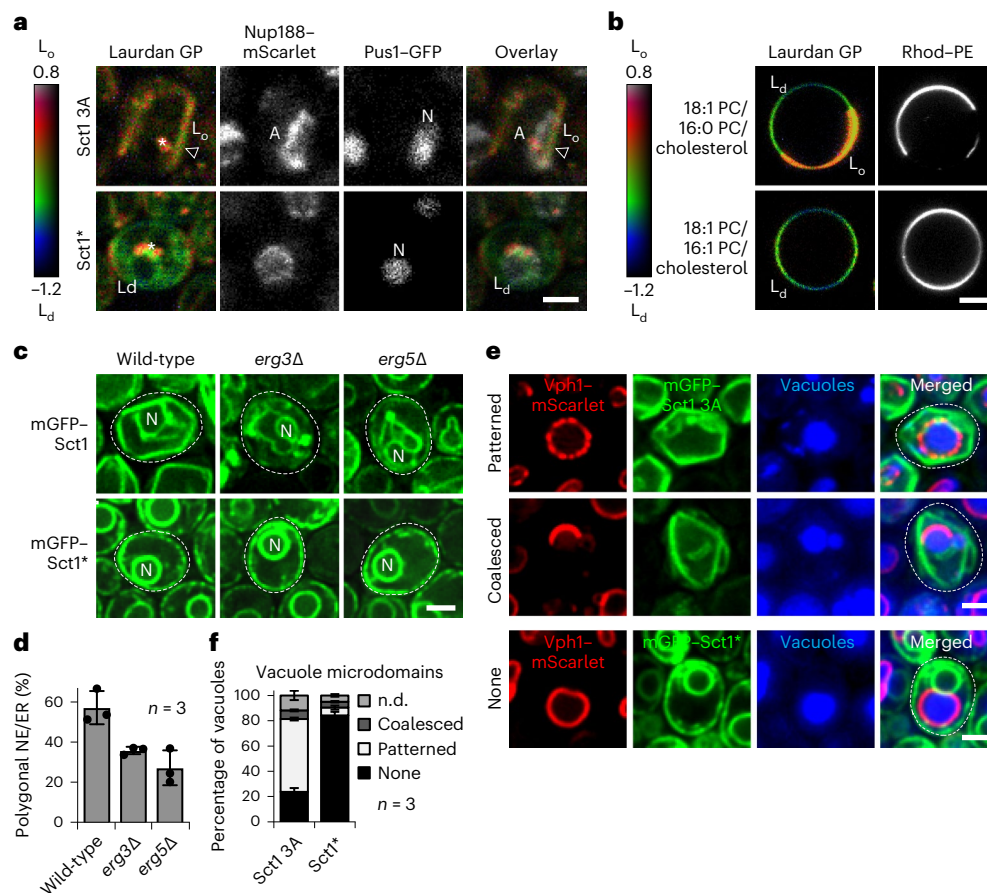 a
Lo
0.8
−1.2
Ld
Laurdan GP
Nup188–
mScarlet
Pus1–GFP
Overlay
Sct1 3A
* Lo
A
N
A Lo
Sct1*
*
Ld
N
Ld
b
Lo
0.8
−1.2
Ld
Laurdan GP
Rhod–PE
18:1 PC/
16:0 PC/
cholesterol
Ld
Lo
18:1 PC/
16:1 PC/
cholesterol
Ld
c
Wild-type
erg3Δ
erg5Δ
mGFP–
Sct1
N
N
N
mGFP–
Sct1*
N
N
N
d
Polygonal NE/ER (%)
60
40
20
0
n = 3
Wild-type
erg3Δ
erg5Δ
f
Vacuole microdomains
Percentage of vacuoles
100
80
60
40
20
0
n.d.
Coalesced
Patterned
None
n = 3
Sct1 3A
Sct1*
e
Vph1–
mScarlet
mGFP–
Sct1 3A
Vacuoles
Merged
Patterned
Coalesced
None
Vph1–
mScarlet
mGFP–Sct1*
Vacuoles
Merged